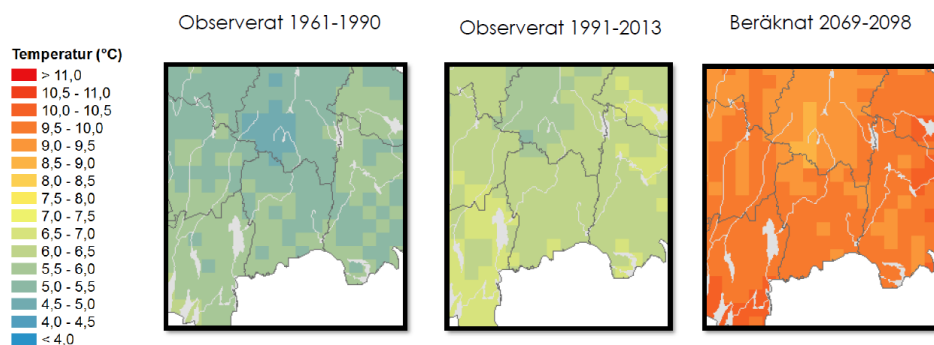 Observerat 1961-1990
Observerat 1991-2013
Beräknat 2069-2098
Temperatur (°C)
> 11,0
10,5 - 11,0
10,0 - 10,5
9,5 - 10,0
9,0 - 9,5
8,5 - 9,0
8,0 - 8,5
7,5 - 8,0
7,0 - 7,5
6,5 - 7,0
6,0 - 6,5
5,5 - 6,0
5,0 - 5,5
4,5 - 5,0
4,0 - 4,5
< 4,0